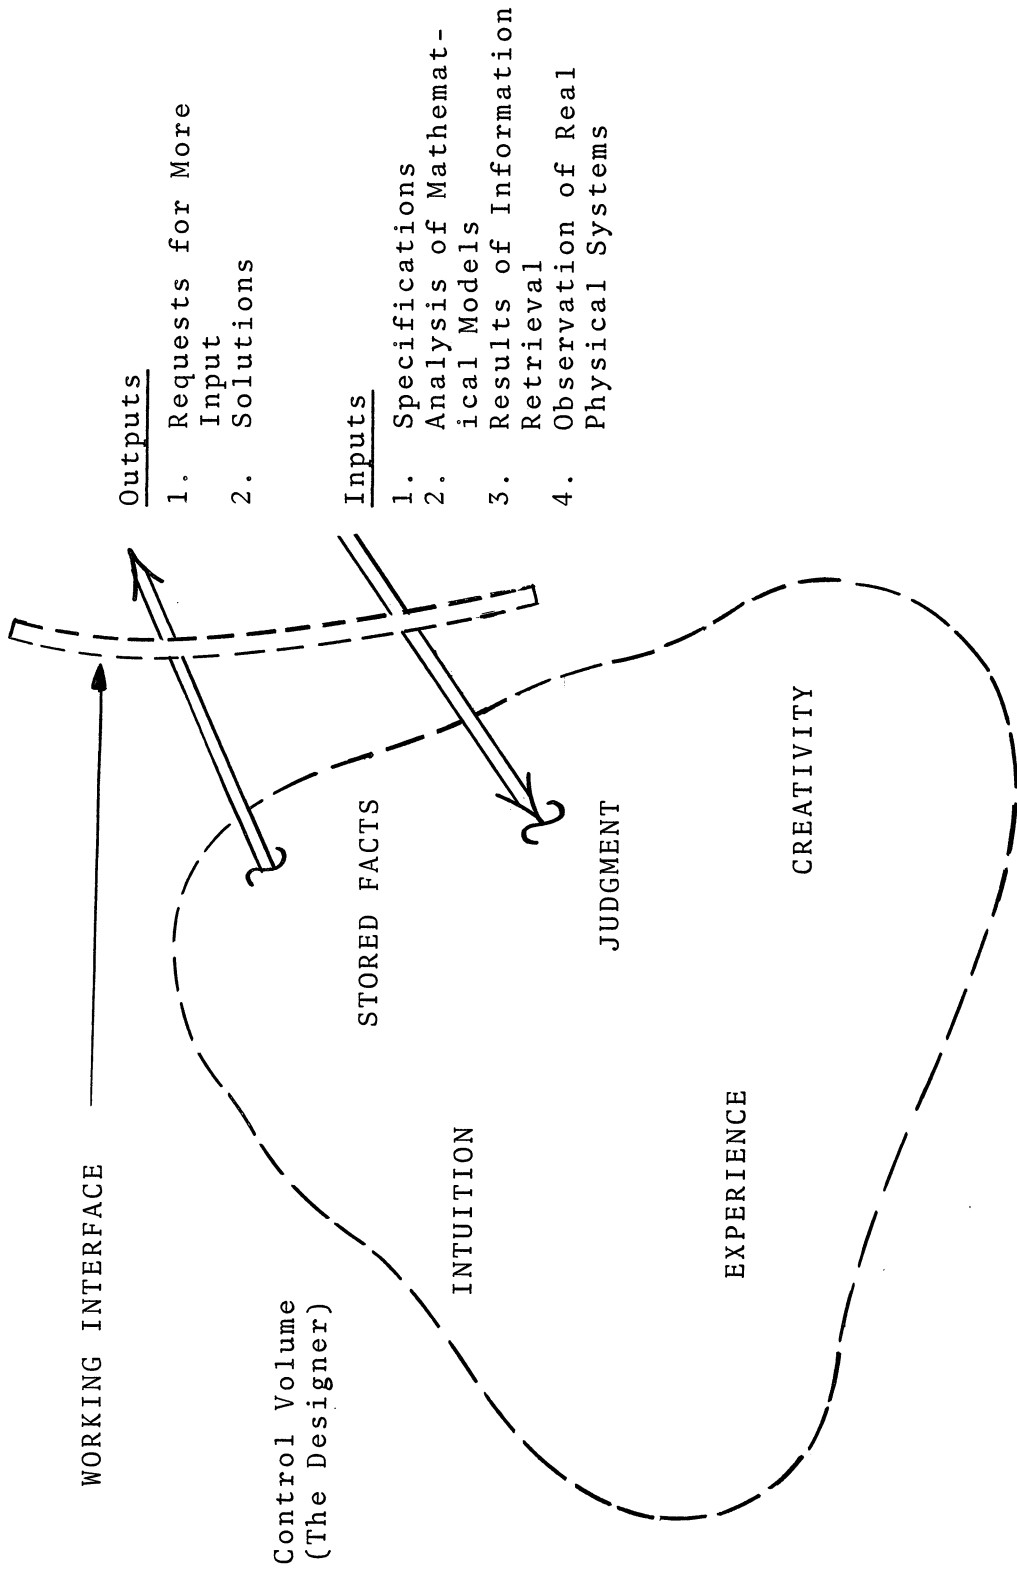 WORKING INTERFACE
Control Volume
(The Designer)
INTUITION
STORED FACTS
EXPERIENCE
JUDGMENT
CREATIVITY
Outputs
1. Requests for More
Input
2. Solutions
Inputs
1. Specifications
2. Analysis of Mathemat-
ical Models
3. Results of Information
Retrieval
4. Observation of Real
Physical Systems